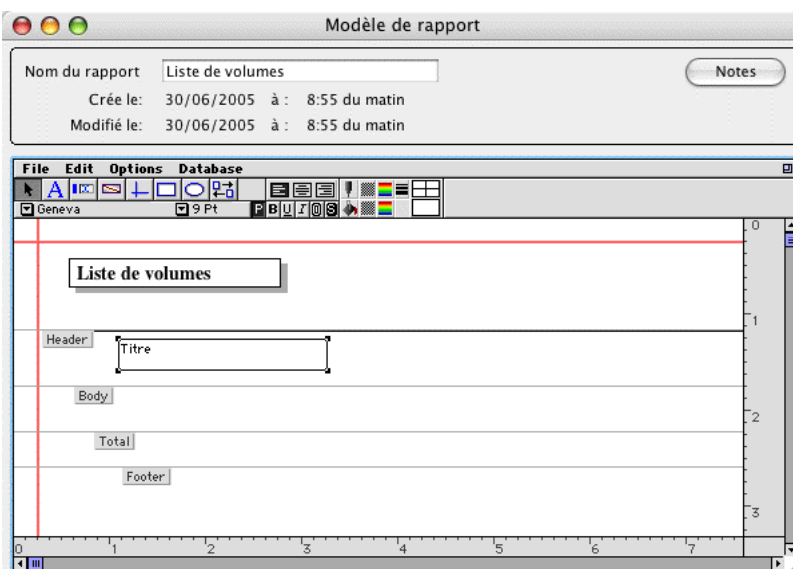 Modèle de rapport
Nom du rapport Liste de volumes Notes
Crée le: 30/06/2005 à : 8:55 du matin
Modifié le: 30/06/2005 à : 8:55 du matin
File Edit Options Database
A
Geneva 9 Pt P B U I O S
0
Liste de volumes
1
Header
Titre
Body
2
Total
Footer
3
0 1 2 3 4 5 6 7